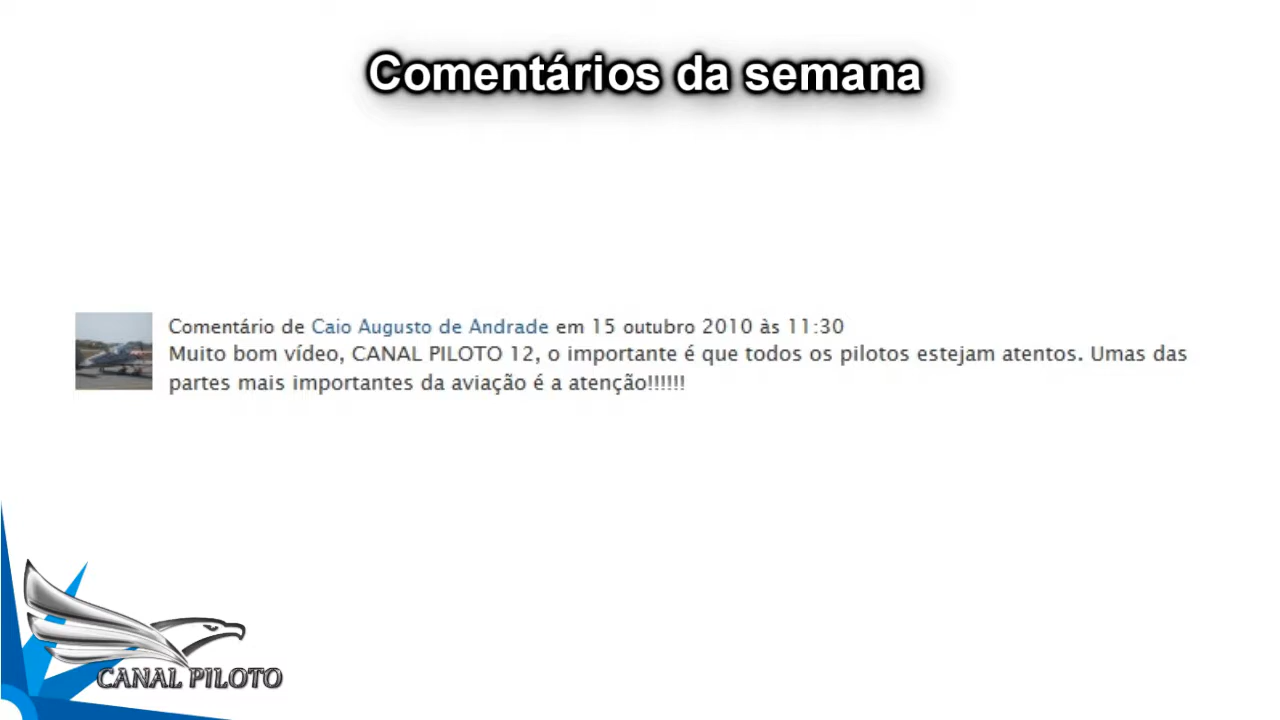 Comentários da semana
Comentário de Caio Augusto de Andrade em 15 outubro 2010 às 11:30
Muito bom vídeo, CANAL PILOTO 12, o importante é que todos os pilotos estejam atentos. Umas das
partes mais importantes da aviação é a atenção!!!!!!
CANAL PILOTO